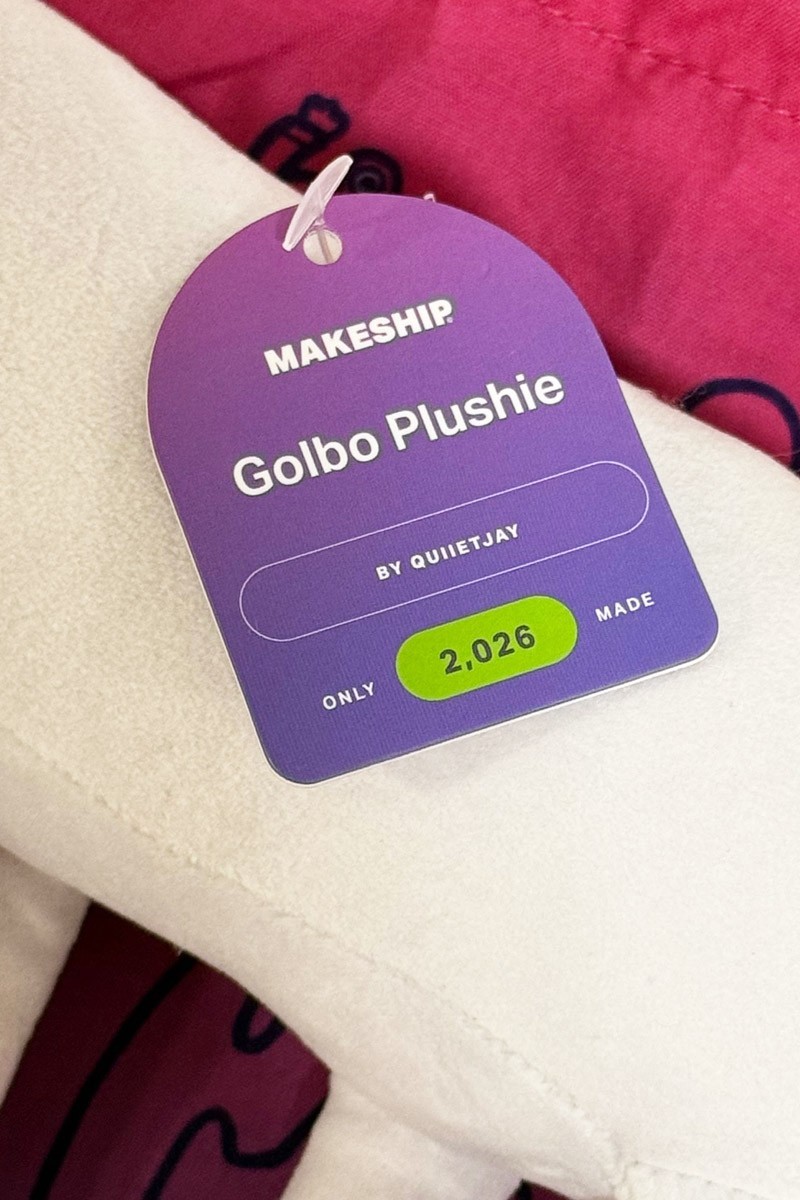 MAKESHIP
Golbo Plushie
BY QUIIETJAY
ONLY 2,026 MADE